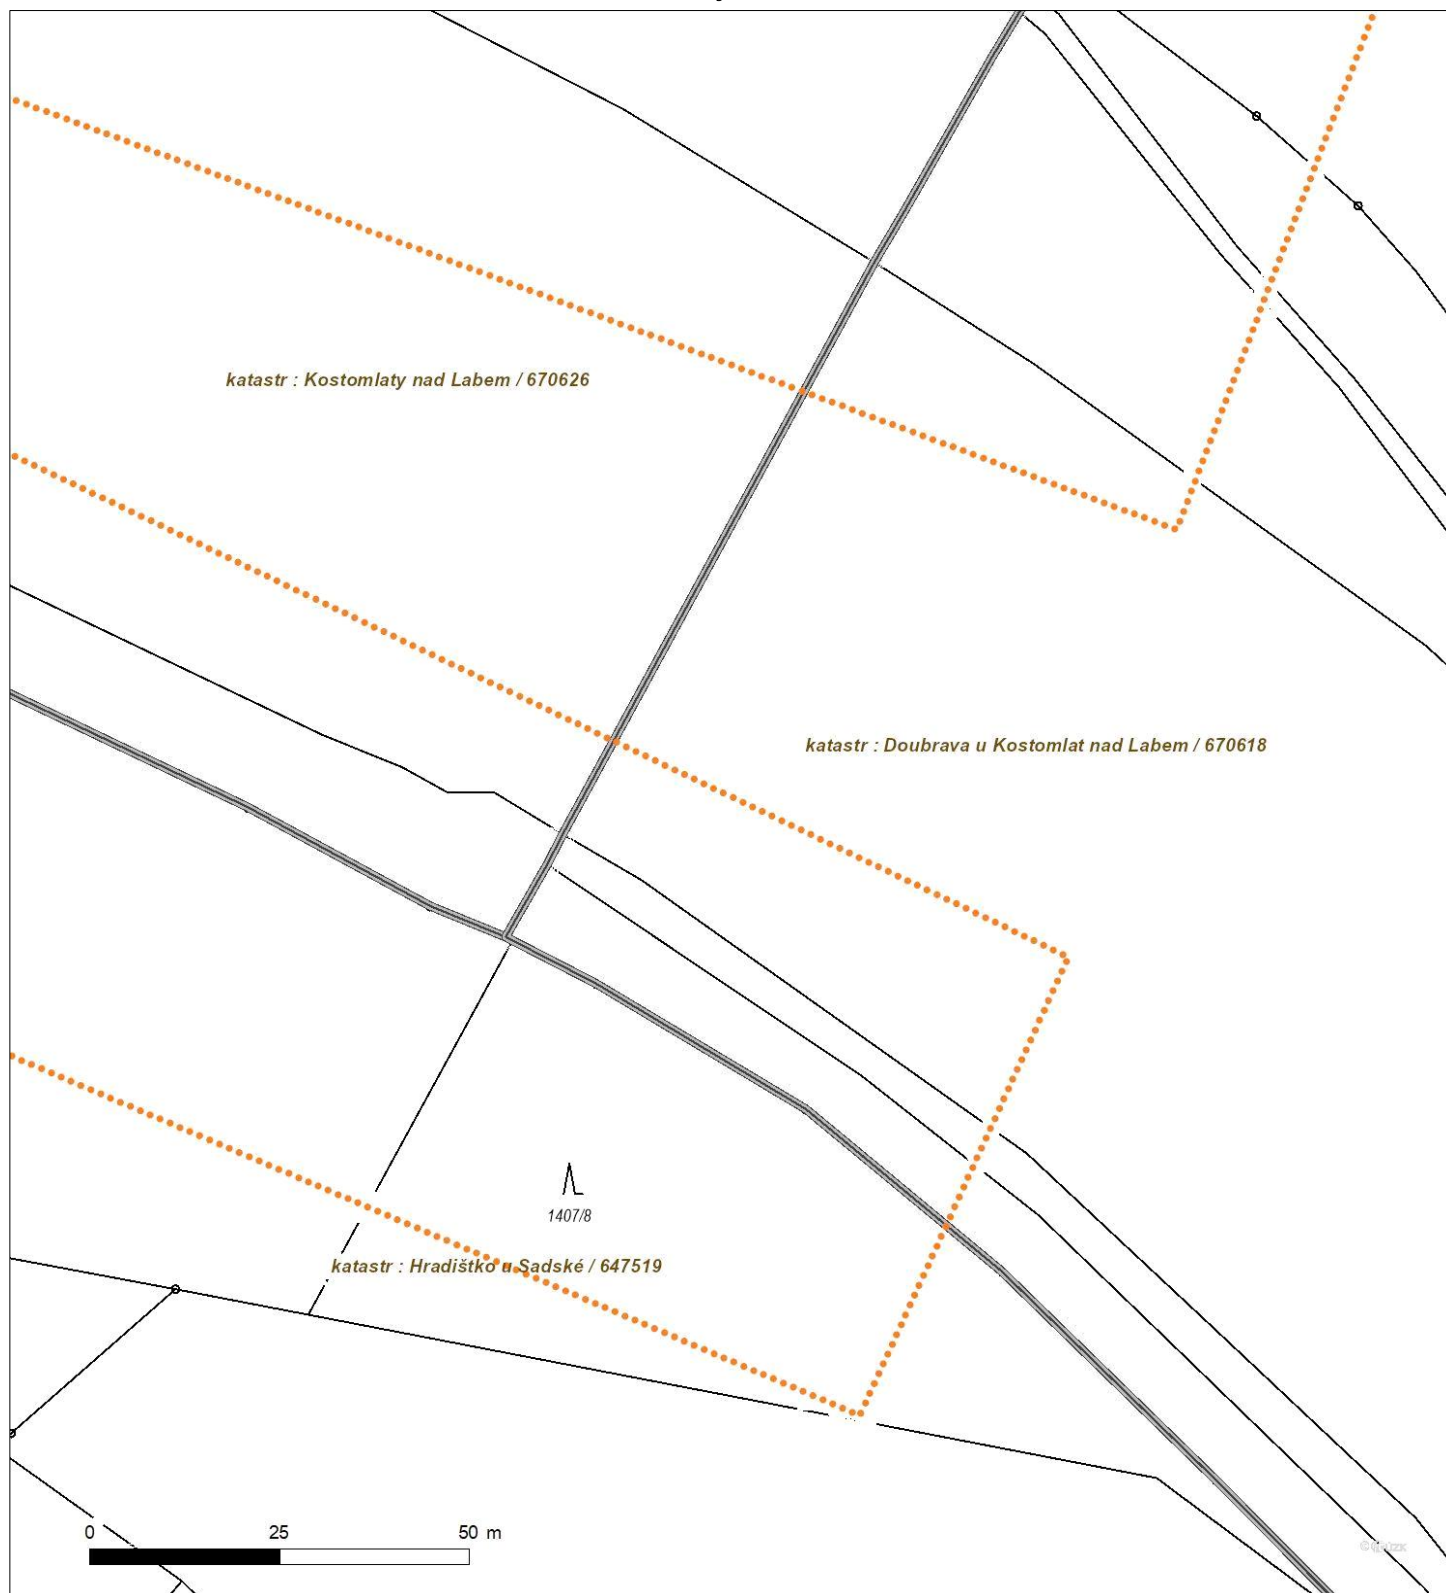 katastr : Kostomlaty nad Labem / 670626
katastr : Doubrava u Kostomlat nad Labem / 670618
1407/8
katastr : Hradištko u Sadské / 647519
0 25 50 m